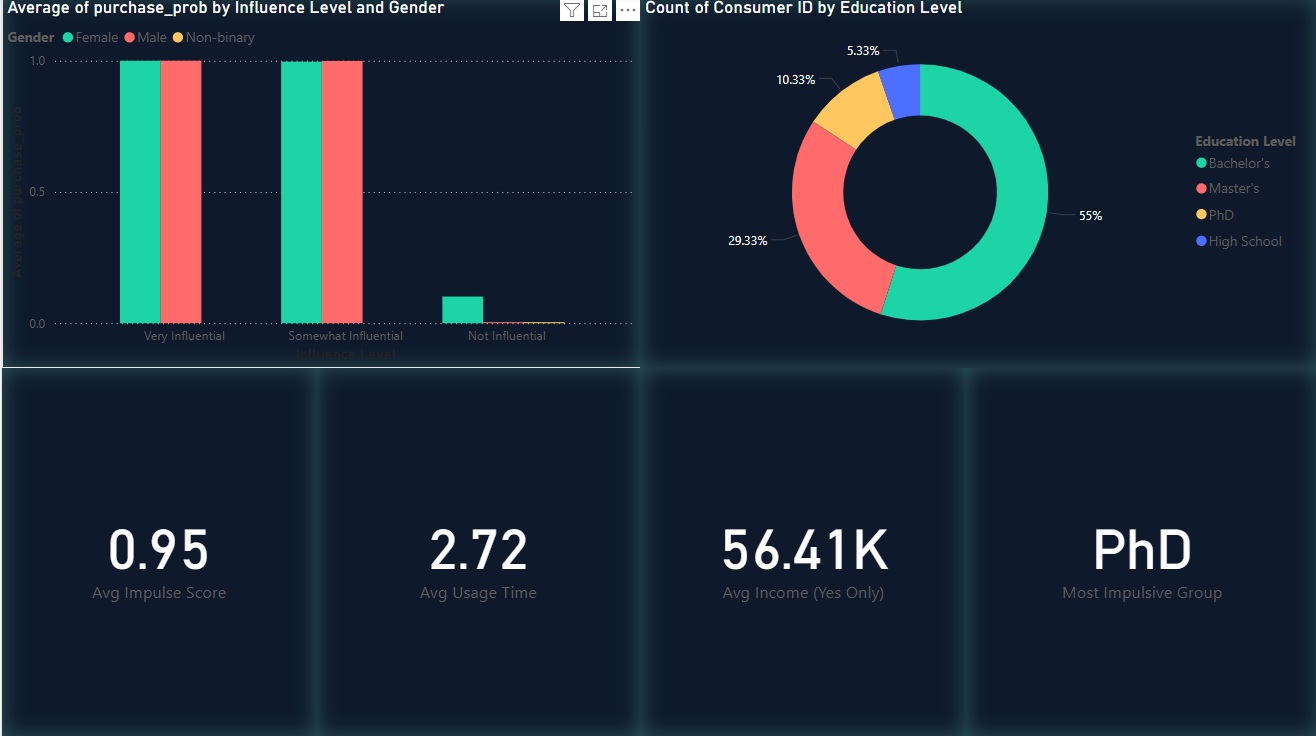 Average of purchase_prob by Influence Level and Gender
Gender Female Male Non-binary
1.0
0.5
0.0
Average of purchase_prob
Very Influential Somewhat Influential Not Influential
Influence Level
Count of Consumer ID by Education Level
5.33%
10.33%
29.33%
55%
Education Level
Bachelor's
Master's
PhD
High School
0.95
Avg Impulse Score
2.72
Avg Usage Time
56.41K
Avg Income (Yes Only)
PhD
Most Impulsive Group